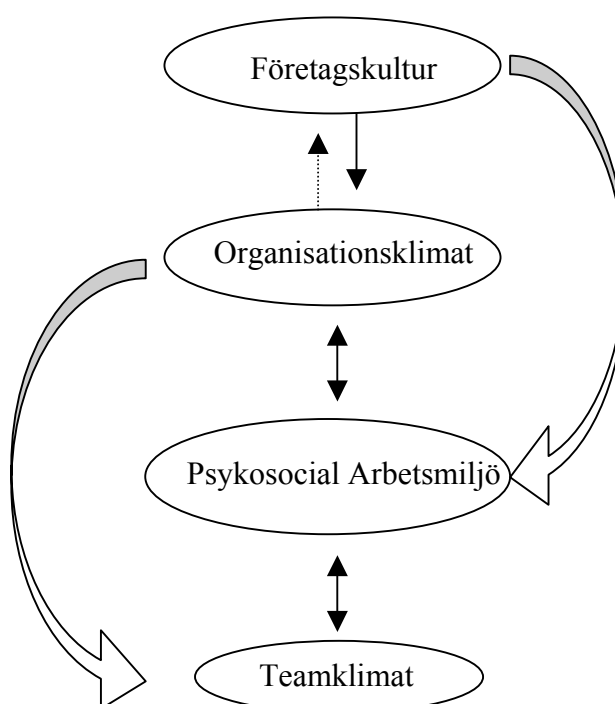 Företagskultur
Organisationsklimat
Psykosocial Arbetsmiljö
Teamklimat